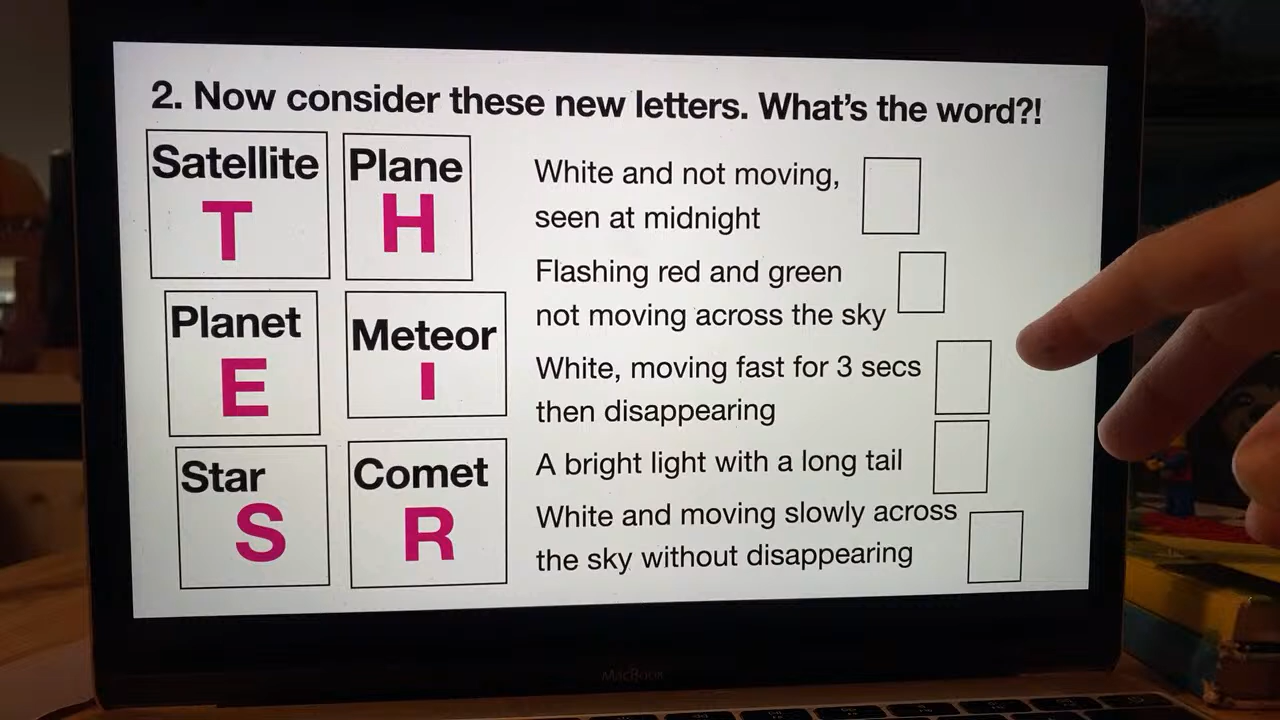 2. Now consider these new letters. What's the word?!
Satellite
T
Plane
H
Planet
E
Meteor
I
Star
S
Comet
R
White and not moving,
seen at midnight
Flashing red and green
not moving across the sky
White, moving fast for 3 secs
then disappearing
A bright light with a long tail
White and moving slowly across
the sky without disappearing
MacBook